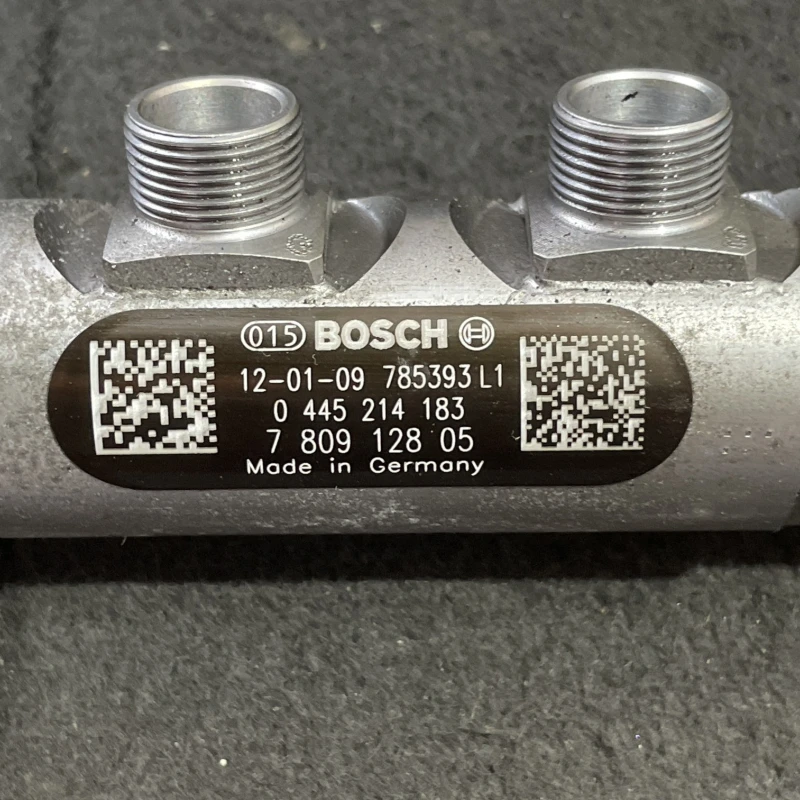 015 BOSCH
12-01-09 785393 L1
0 445 214 183
7 809 128 05
Made in Germany